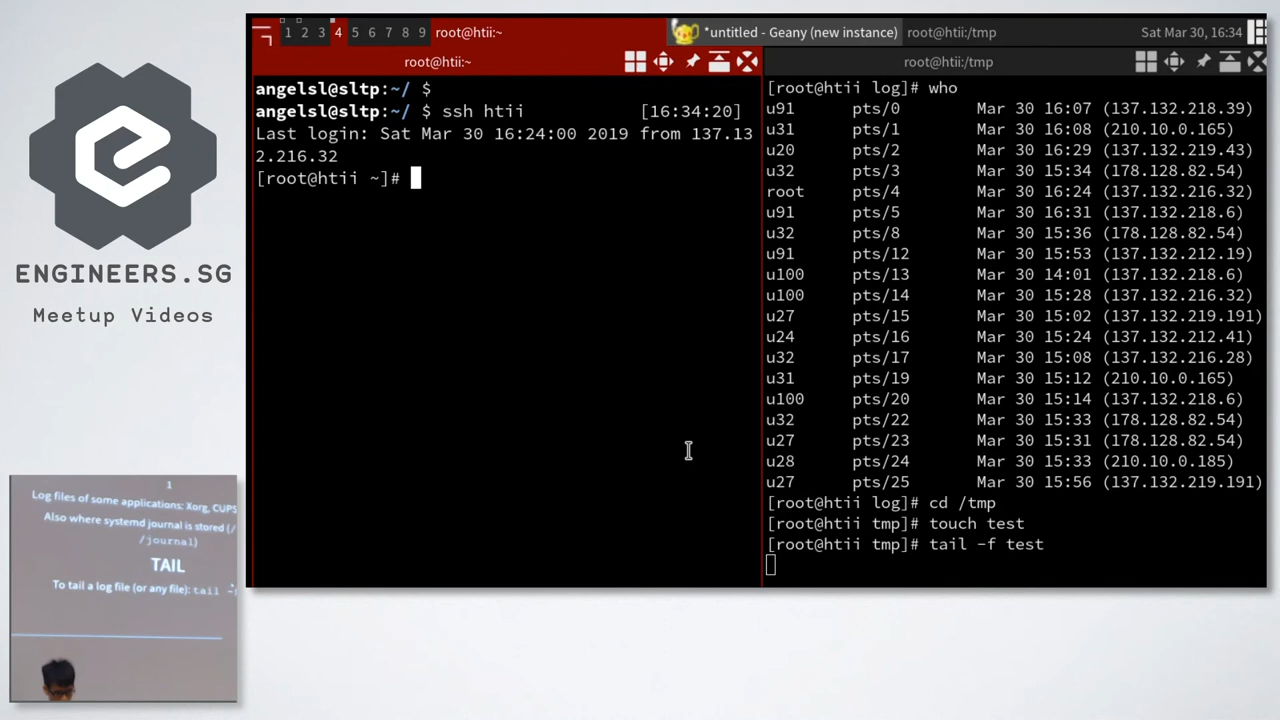 ENGINEERS.SG
Meetup Videos
1 2 3 4 5 6 7 8 9 root@htii:~
*untitled - Geany (new instance)
root@htii:/tmp
Sat Mar 30, 16:34
root@htii:~
angelsl@sltp:~/ $
angelsl@sltp:~/ $ ssh htii [16:34:20]
Last login: Sat Mar 30 16:24:00 2019 from 137.13
2.216.32
[root@htii ~]#
root@htii:/tmp
[root@htii log]# who
u91 pts/0 Mar 30 16:07 (137.132.218.39)
u31 pts/1 Mar 30 16:08 (210.10.0.165)
u20 pts/2 Mar 30 16:29 (137.132.219.43)
u32 pts/3 Mar 30 15:34 (178.128.82.54)
root pts/4 Mar 30 16:24 (137.132.216.32)
u91 pts/5 Mar 30 16:31 (137.132.218.6)
u32 pts/8 Mar 30 15:36 (178.128.82.54)
u91 pts/12 Mar 30 15:53 (137.132.212.19)
u100 pts/13 Mar 30 14:01 (137.132.218.6)
u100 pts/14 Mar 30 15:28 (137.132.216.32)
u27 pts/15 Mar 30 15:02 (137.132.219.191)
u24 pts/16 Mar 30 15:24 (137.132.212.41)
u32 pts/17 Mar 30 15:08 (137.132.216.28)
u31 pts/19 Mar 30 15:12 (210.10.0.165)
u100 pts/20 Mar 30 15:14 (137.132.218.6)
u32 pts/22 Mar 30 15:33 (178.128.82.54)
u27 pts/23 Mar 30 15:31 (178.128.82.54)
u28 pts/24 Mar 30 15:33 (210.10.0.185)
u27 pts/25 Mar 30 15:56 (137.132.219.191)
[root@htii log]# cd /tmp
[root@htii tmp]# touch test
[root@htii tmp]# tail -f test
1
Log files of some applications: Xorg, CUPS
Also where systemd journal is stored (/
/journal)
TAIL
To tail a log file (or any file): tail -